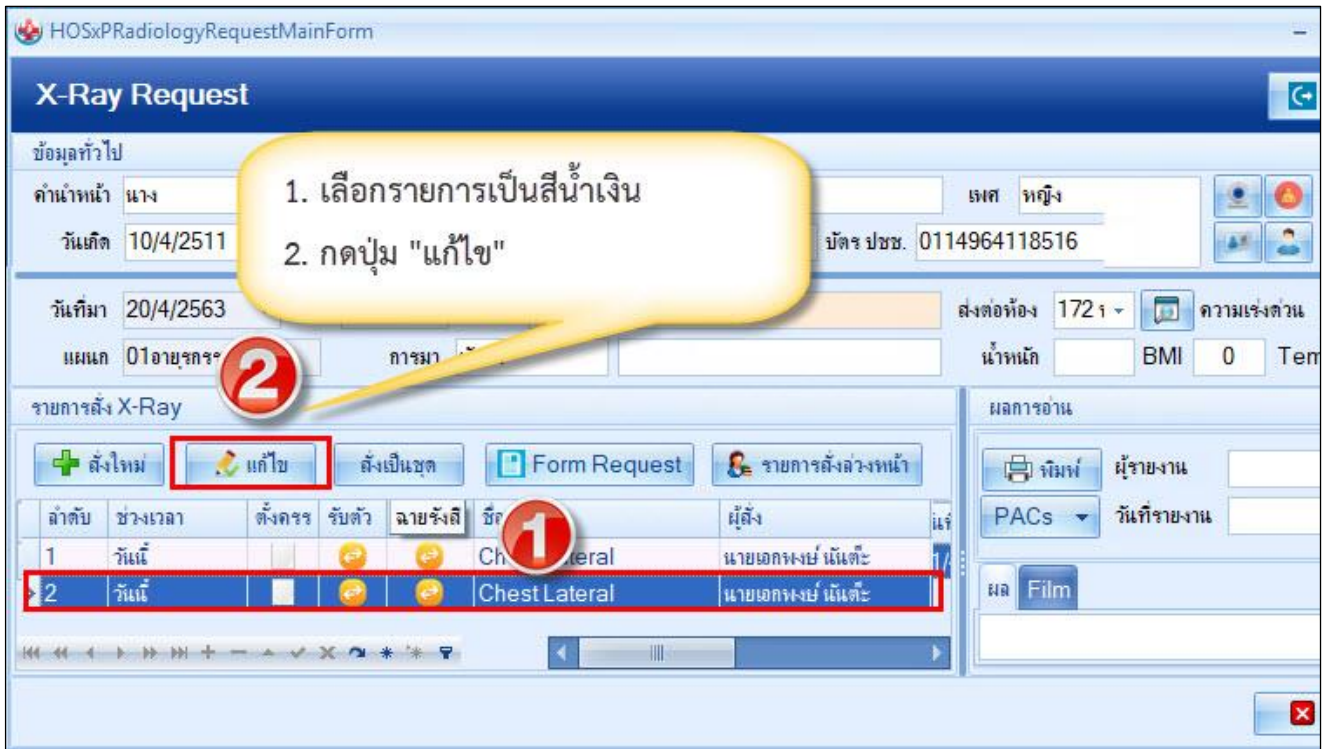 HOSxPRadiologyRequestMainForm
X-Ray Request
ข้อมูลทั่วไป
คำนำหน้า นาง เพศ หญิง
วันเกิด 10/4/2511 บัตร ปชช. 0114964118516
1. เลือกรายการเป็นสีน้ำเงิน
2. กดปุ่ม "แก้ไข"
วันที่มา 20/4/2563 ส่งต่อห้อง 172 ความเร่งด่วน
แผนก การมา น้ำหนัก BMI 0
2
รายการสั่ง X-Ray ผลการอ่าน
สั่งใหม่ แก้ไข สั่งเป็นชุด Form Request รายการสั่งล่วงหน้า พิมพ์ ผู้รายงาน
ลำดับ ช่วงเวลา ตั้งครร รับตัว ฉายรังสี ผู้สั่ง PACs วันที่รายงาน
1
1 วันนี้ นายเอกพงษ์ นันต๊ะ
2 วันนี้ Chest Lateral นายเอกพงษ์ นันต๊ะ
ผล Film